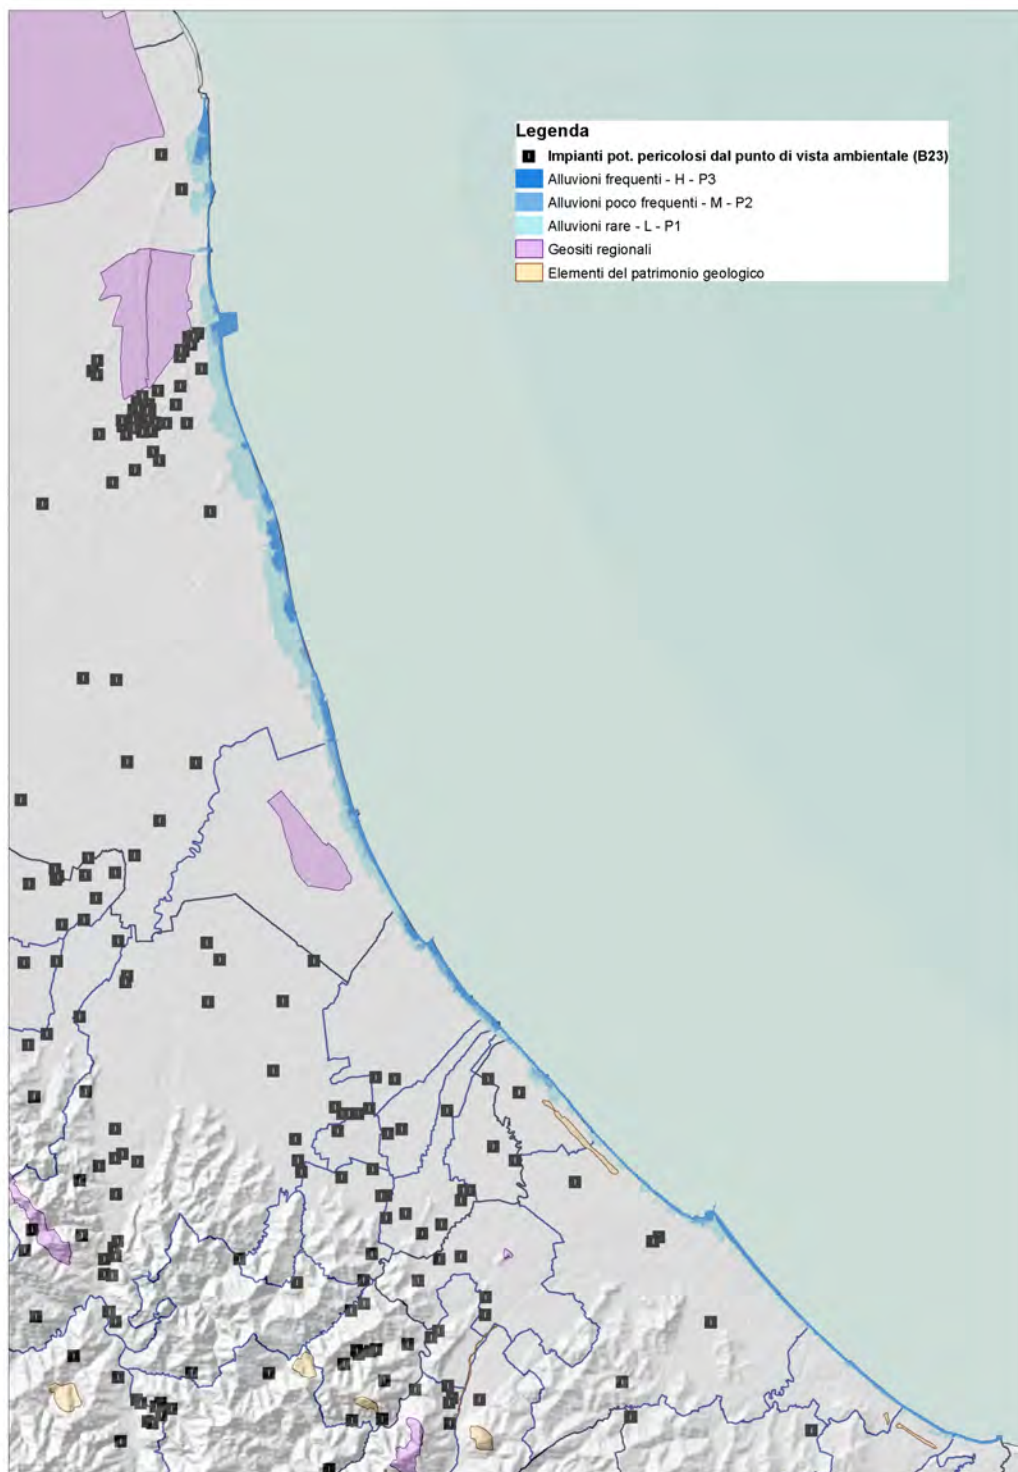 Legenda
Impianti pot. pericolosi dal punto di vista ambientale (B23)
Alluvioni frequenti - H - P3
Alluvioni poco frequenti - M - P2
Alluvioni rare - L - P1
Geositi regionali
Elementi del patrimonio geologico